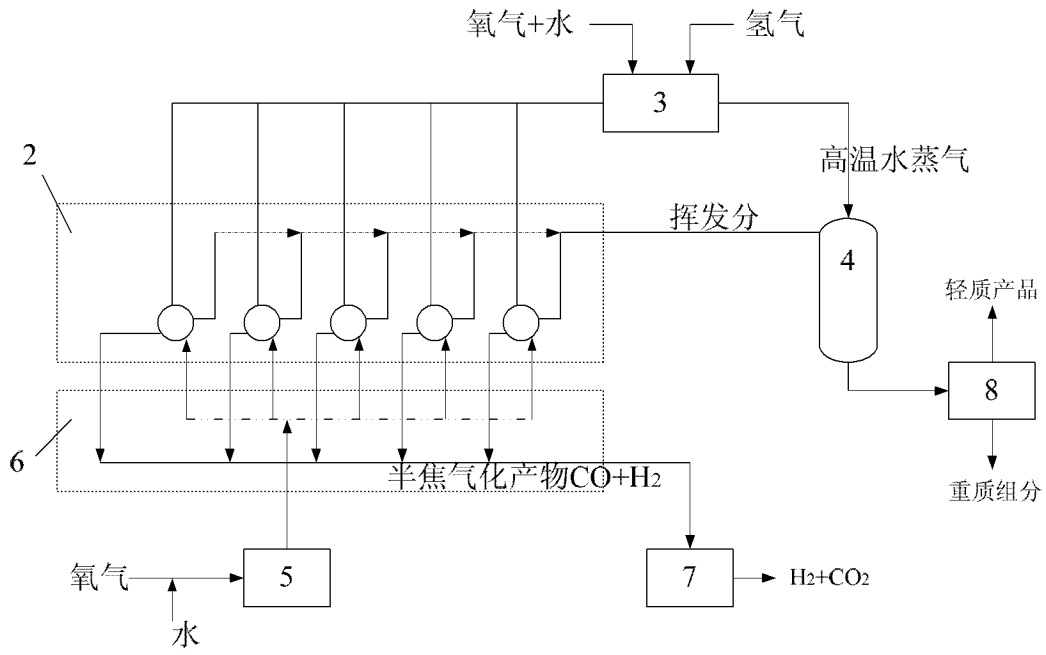 氧气+水
氢气
3
高温水蒸气
2
挥发分
4
轻质产品
8
6
半焦气化产物CO+H2
重质组分
氧气
5
7
H2+CO2
水